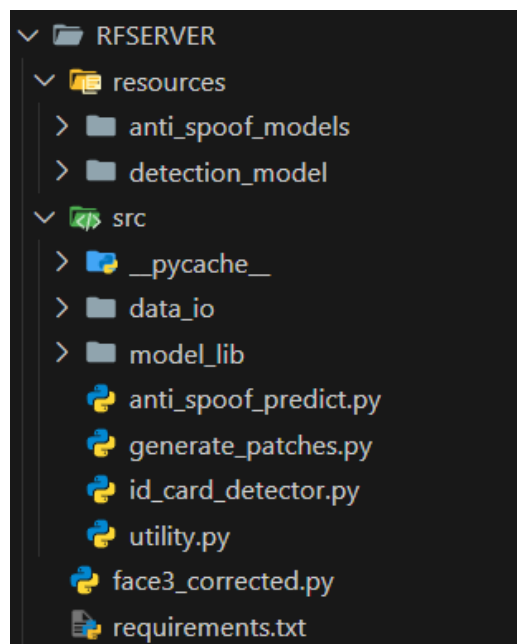 RFSERVER
resources
anti_spoof_models
detection_model
src
__pycache__
data_io
model_lib
anti_spoof_predict.py
generate_patches.py
id_card_detector.py
utility.py
face3_corrected.py
requirements.txt